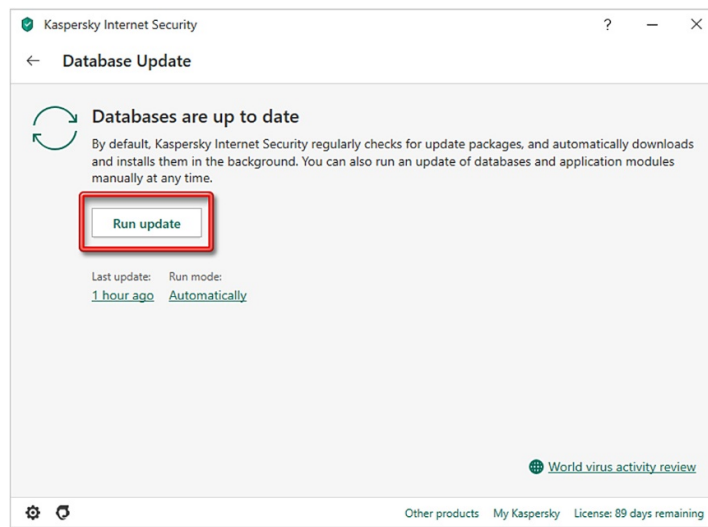 Kaspersky Internet Security ?
Database Update
Databases are up to date
By default, Kaspersky Internet Security regularly checks for update packages, and automatically downloads
and installs them in the background. You can also run an update of databases and application modules
manually at any time.
Run update
Last update: Run mode:
1 hour ago Automatically
World virus activity review
Other products My Kaspersky License: 89 days remaining